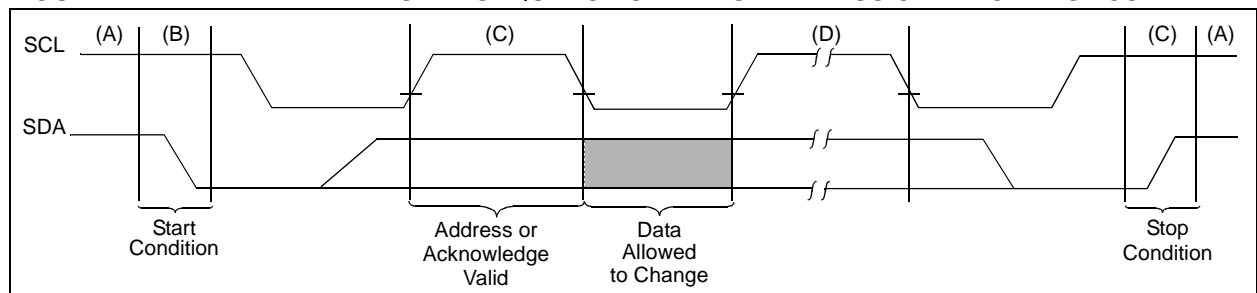 (A) (B) (C) (D) (C) (A)
SCL
SDA
Start
Condition
Address or
Acknowledge
Valid
Data
Allowed
to Change
Stop
Condition